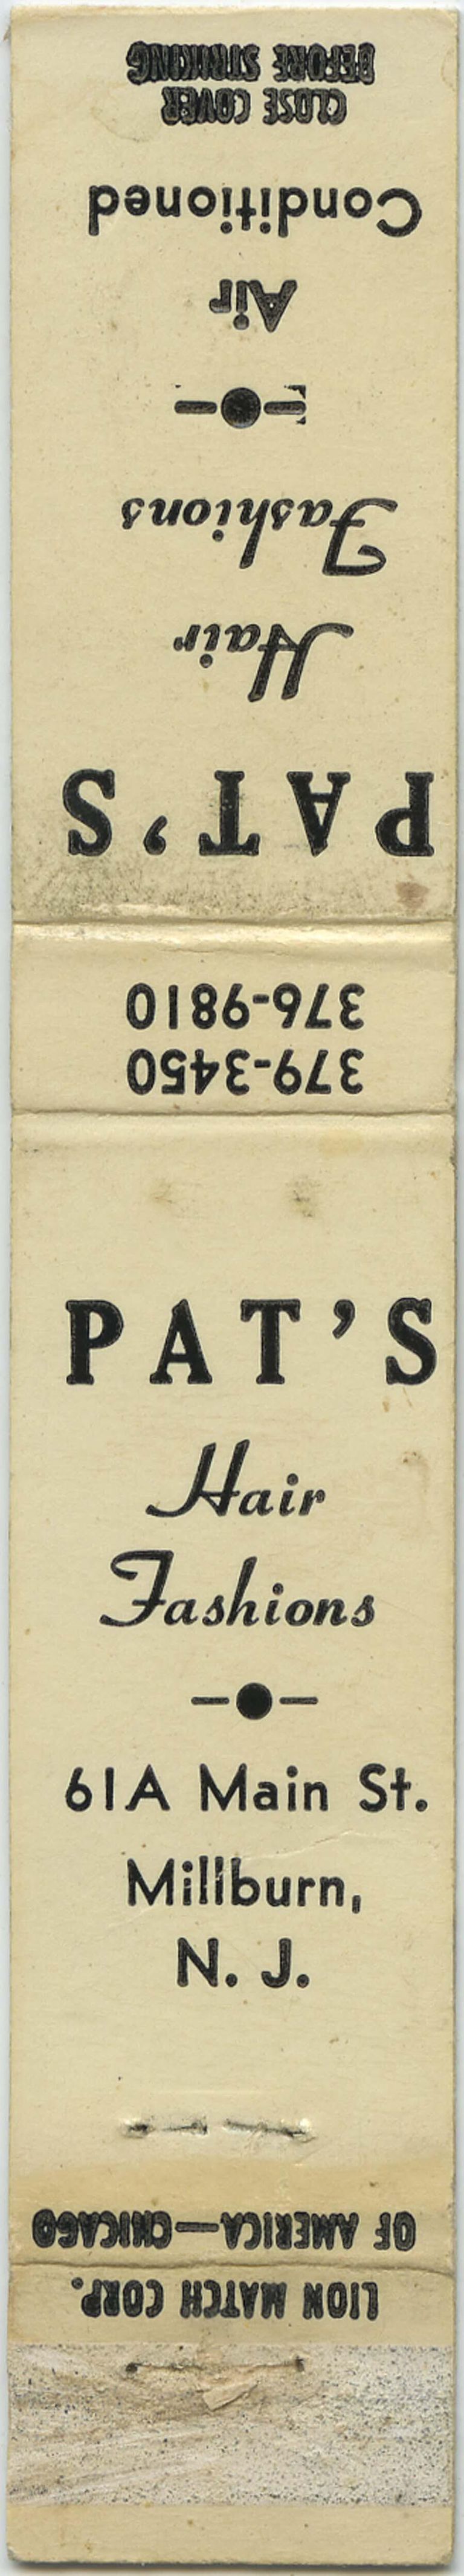 PAT'S
Hair
Fashions
Air
Conditioned
CLOSE COVER
BEFORE STRIKING
379-3450
376-9810
PAT'S
Hair
Fashions
61A Main St.
Millburn,
N. J.
LION MATCH CORP.
OF AMERICA—CHICAGO